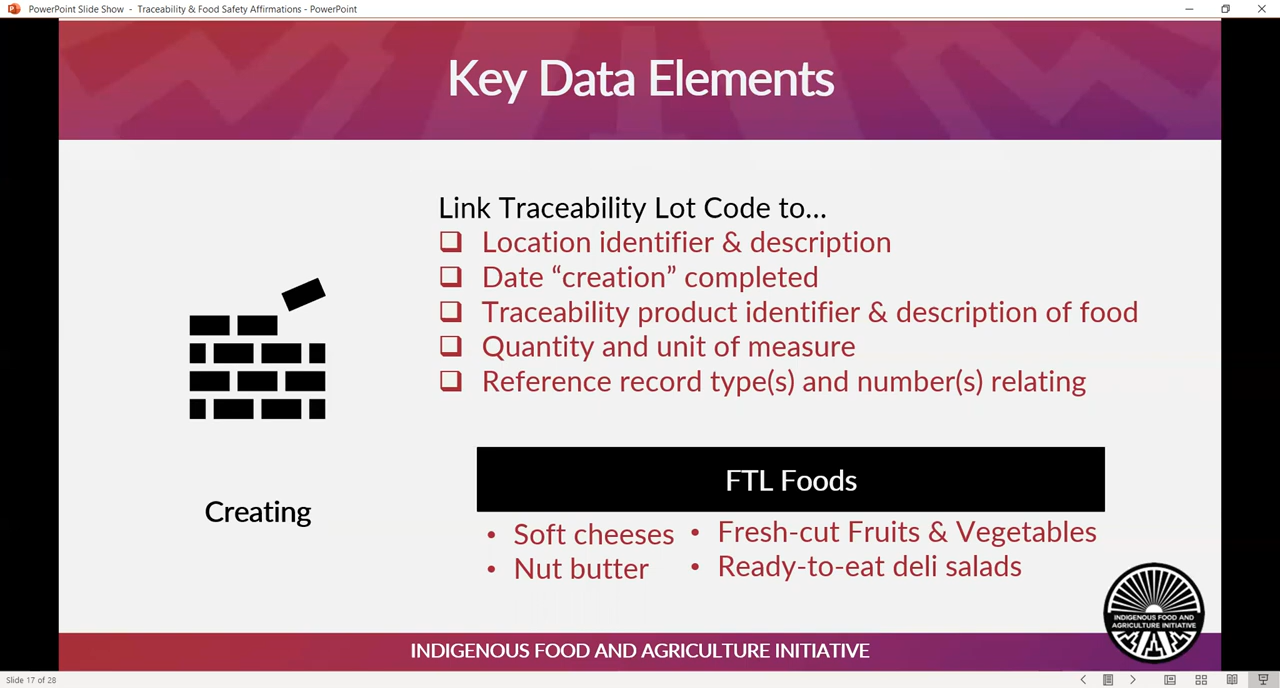 PowerPoint Slide Show - Traceability & Food Safety Affirmations - PowerPoint
Key Data Elements
Link Traceability Lot Code to...
Location identifier & description
Date “creation” completed
Traceability product identifier & description of food
Quantity and unit of measure
Reference record type(s) and number(s) relating
Creating
FTL Foods
• Soft cheeses
• Nut butter
• Fresh-cut Fruits & Vegetables
• Ready-to-eat deli salads
INDIGENOUS FOOD AND
AGRICULTURE INITIATIVE
INDIGENOUS FOOD AND AGRICULTURE INITIATIVE
Slide 17 of 28